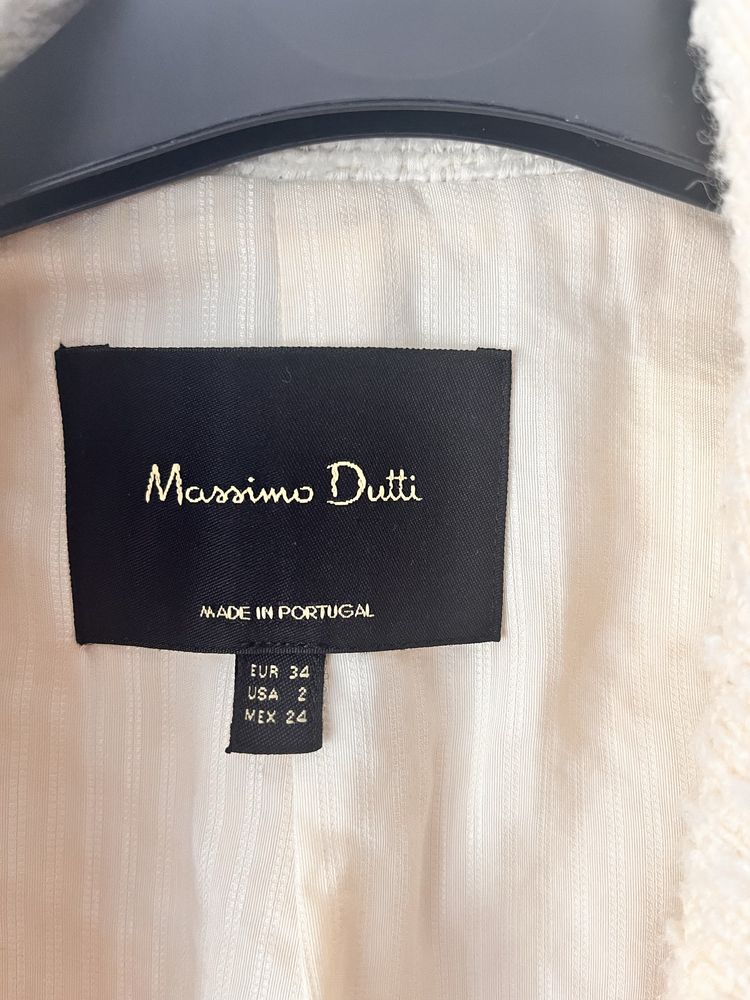 Massimo Dutti
MADE IN PORTUGAL
EUR 34
USA 2
MEX 24